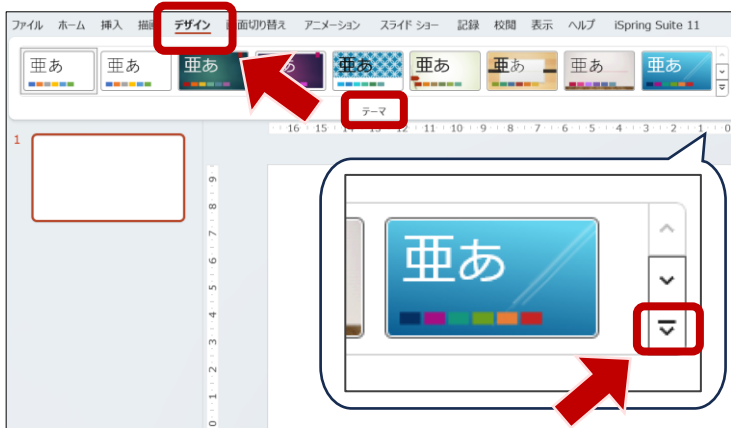 ファイル ホーム 挿入 描画 デザイン 画面切り替え アニメーション スライド ショー 記録 校閲 表示 ヘルプ iSpring Suite 11
亜あ 亜あ 亜あ 亜あ 亜あ 亜あ 亜あ 亜あ
テーマ
16 15 14 13 12 11 10 9 8 7 6 5 4 3 2 1 0
1
9
8
7
6
5
4
3
2
1
0
亜あ